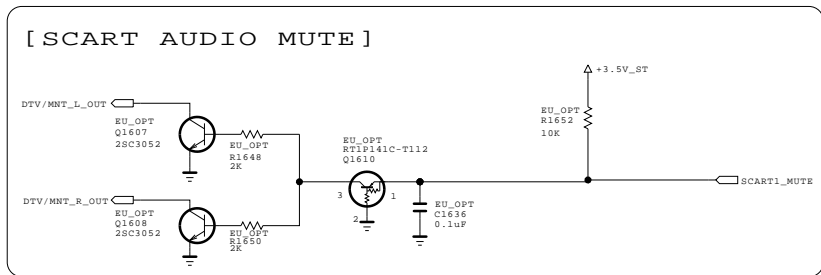 [SCART AUDIO MUTE]
+3.5V_ST
DTV/MNT_L_OUT
EU_OPT
Q1607
2SC3052
EU_OPT
R1648
2K
EU_OPT
RT1P141C-T112
Q1610
EU_OPT
R1652
10K
3
1
2
SCART1_MUTE
DTV/MNT_R_OUT
EU_OPT
Q1608
2SC3052
EU_OPT
R1650
2K
EU_OPT
C1636
0.1uF